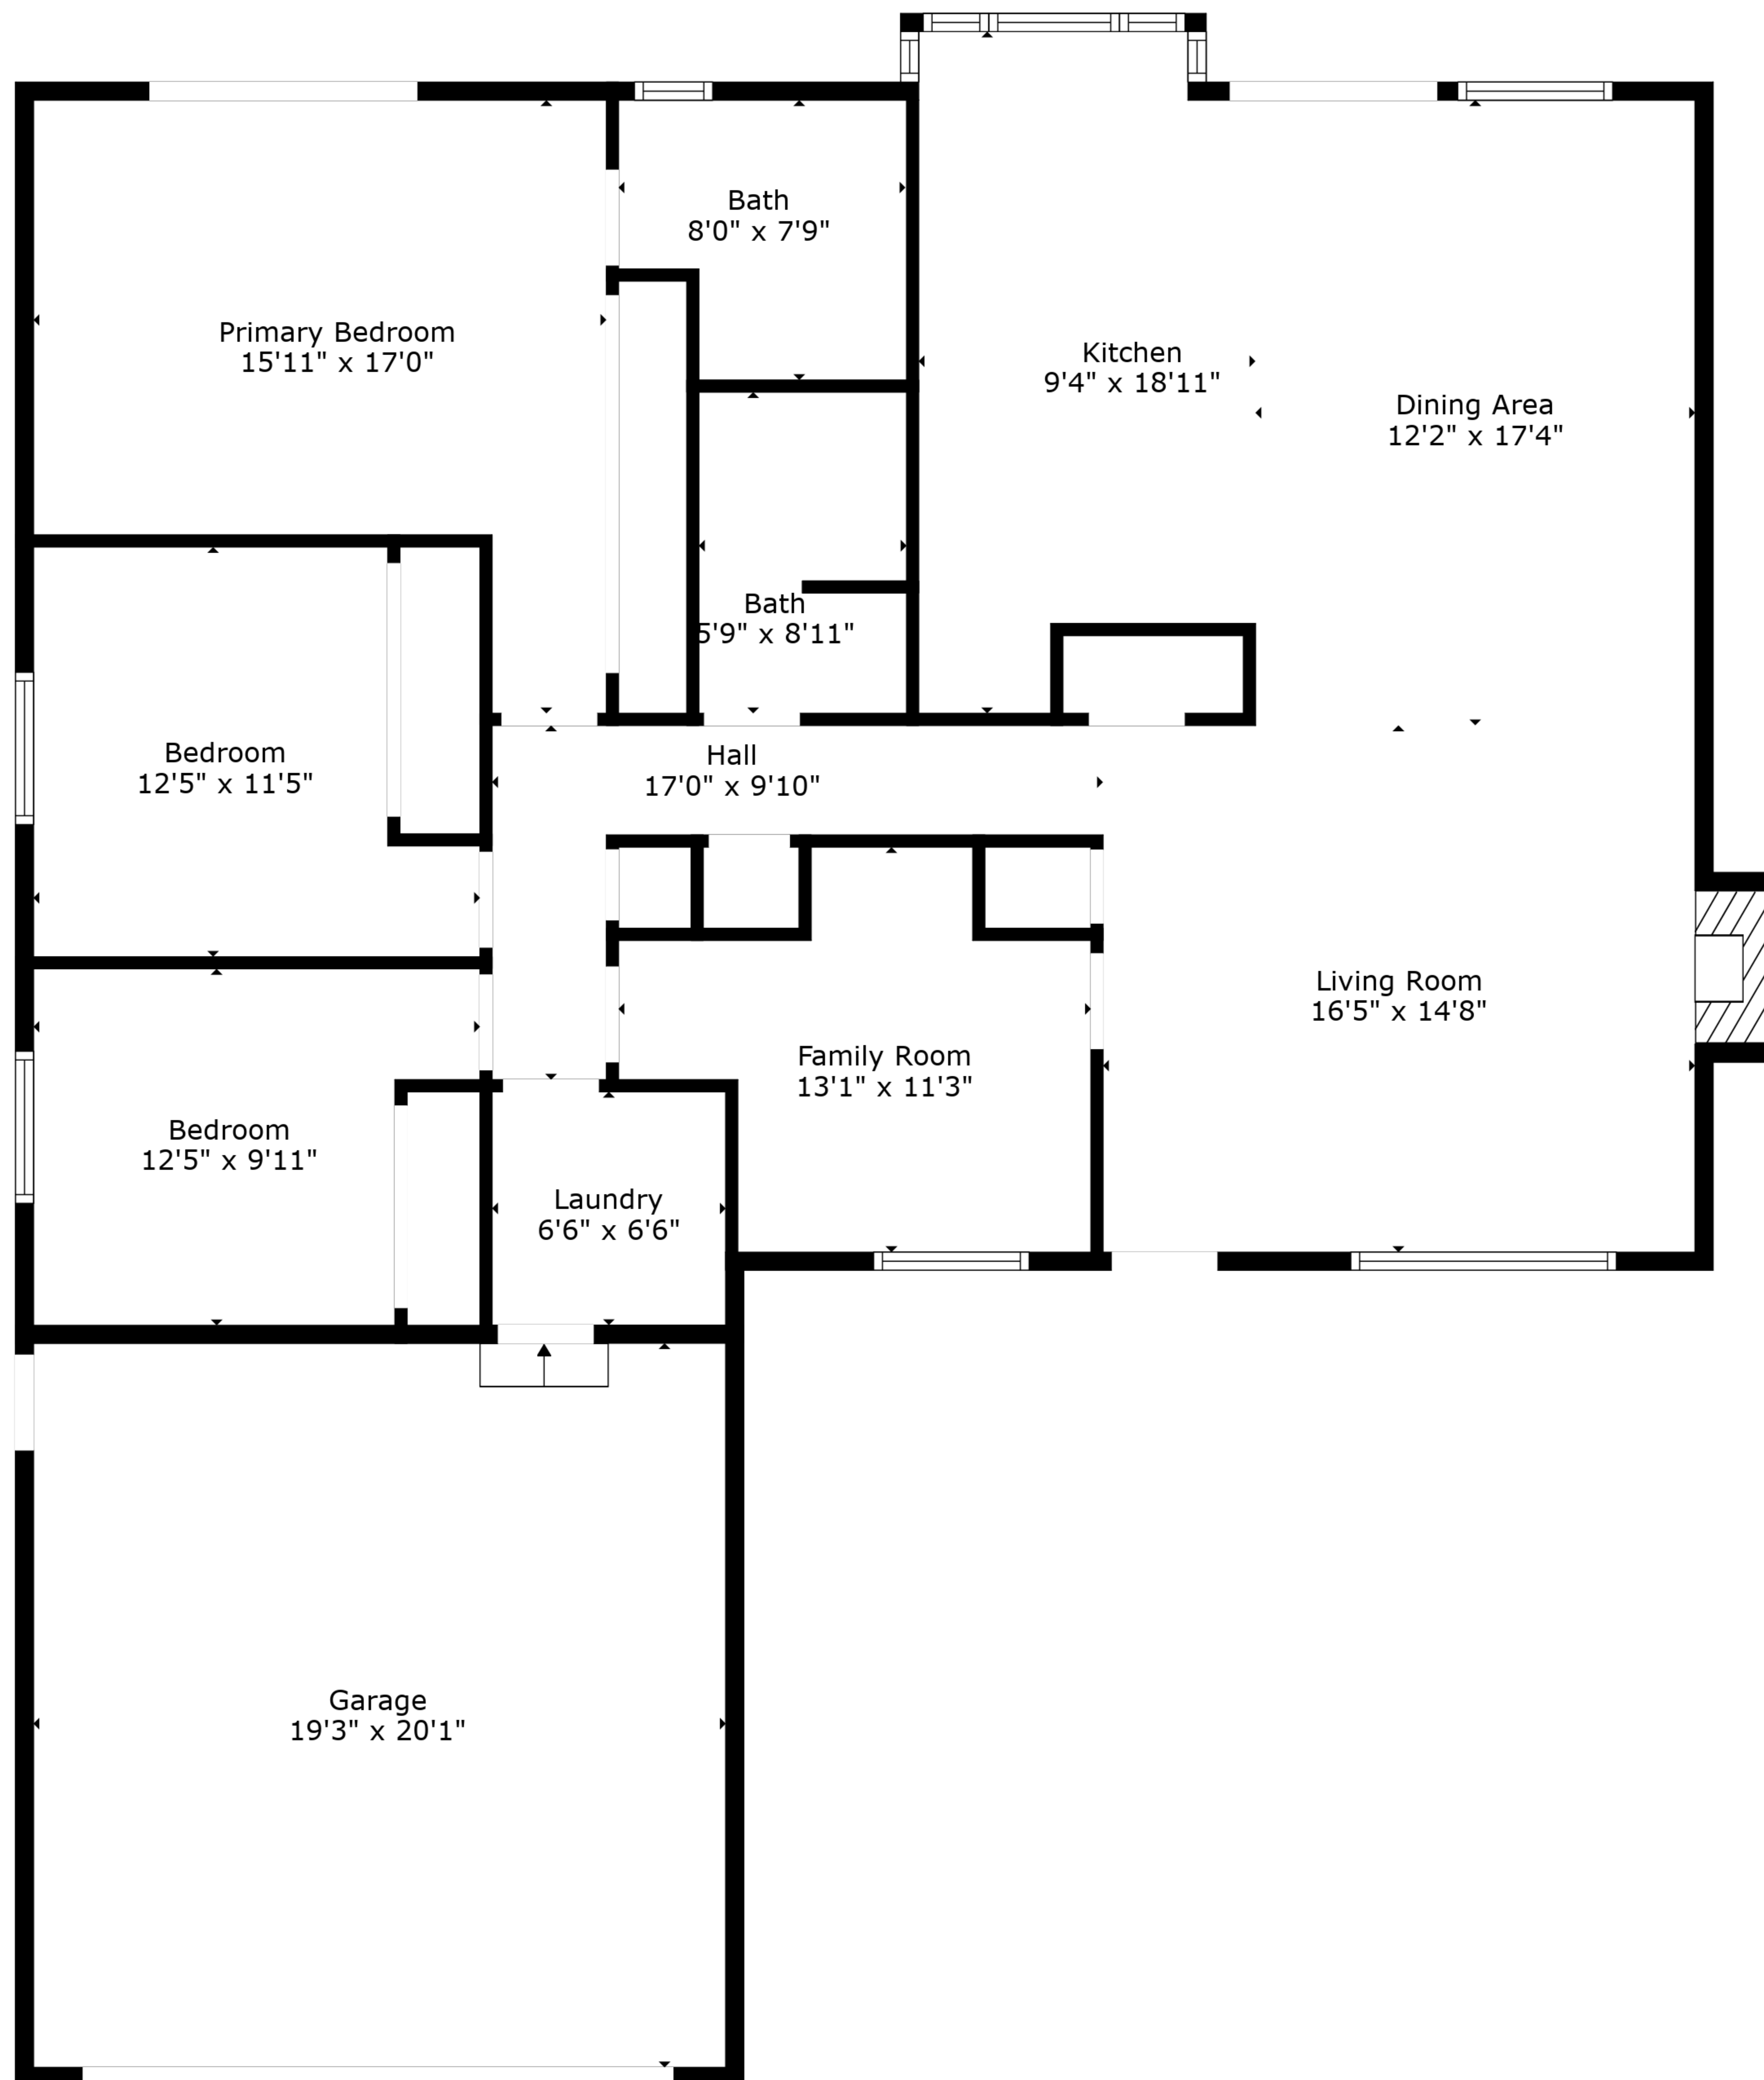 Bath
8'0" x 7'9"
Primary Bedroom
15'11" x 17'0"
Kitchen
9'4" x 18'11"
Dining Area
12'2" x 17'4"
Bath
5'9" x 8'11"
Bedroom
12'5" x 11'5"
Hall
17'0" x 9'10"
Living Room
16'5" x 14'8"
Family Room
13'1" x 11'3"
Bedroom
12'5" x 9'11"
Laundry
6'6" x 6'6"
Garage
19'3" x 20'1"